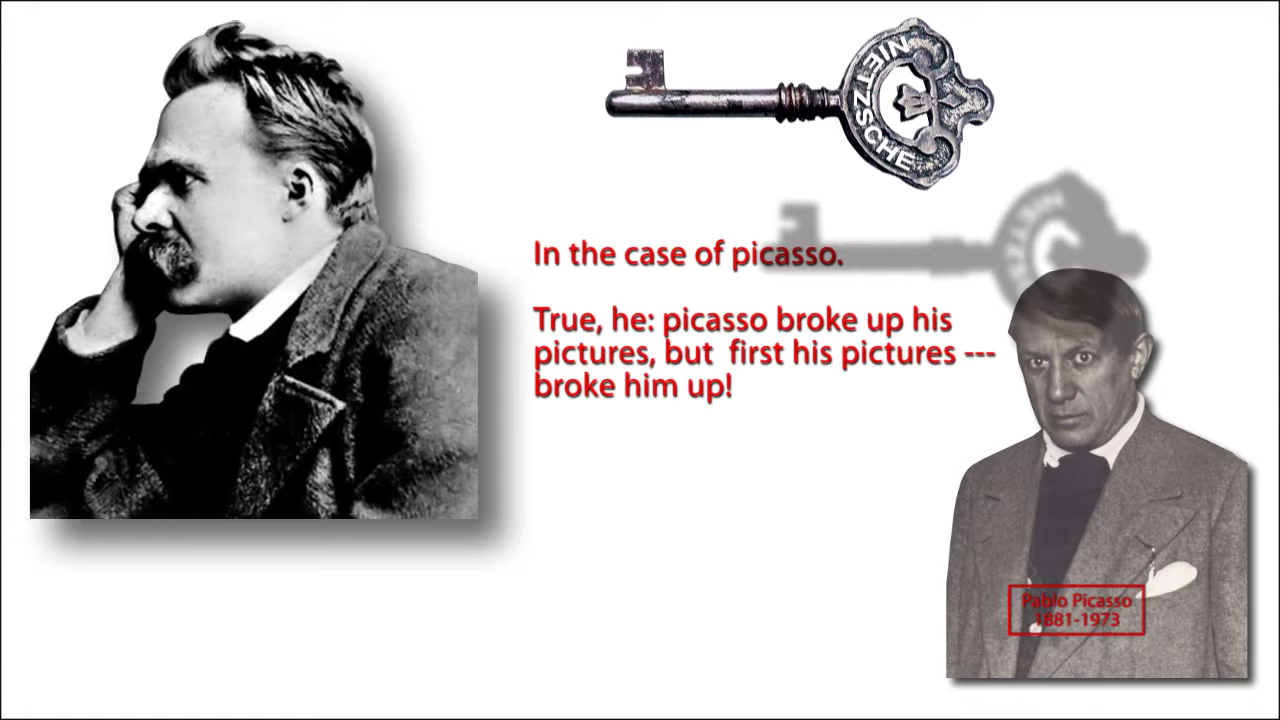 NIETZSCHE
NIETZSCHE
In the case of picasso.
True, he: picasso broke up his
pictures, but  first his pictures ---
broke him up!
Pablo Picasso
1881-1973